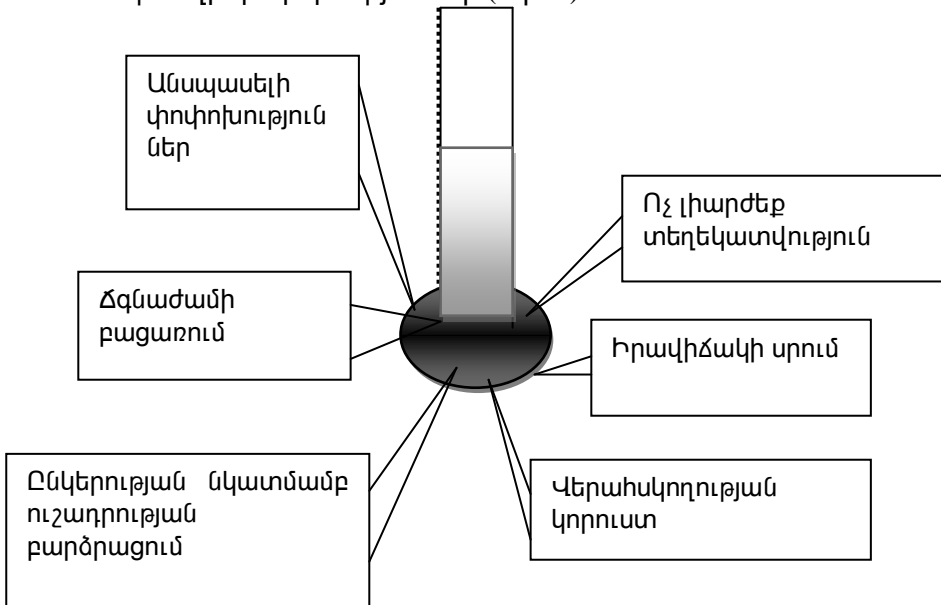 Անսպասելի
փոփոխություն
ներ
Ոչ լիարժեք
տեղեկատվություն
Ճգնաժամի
բացառում
Իրավիճակի սրում
Ընկերության նկատմամբ
ուշադրության
բարձրացում
Վերահսկողության
կորուստ